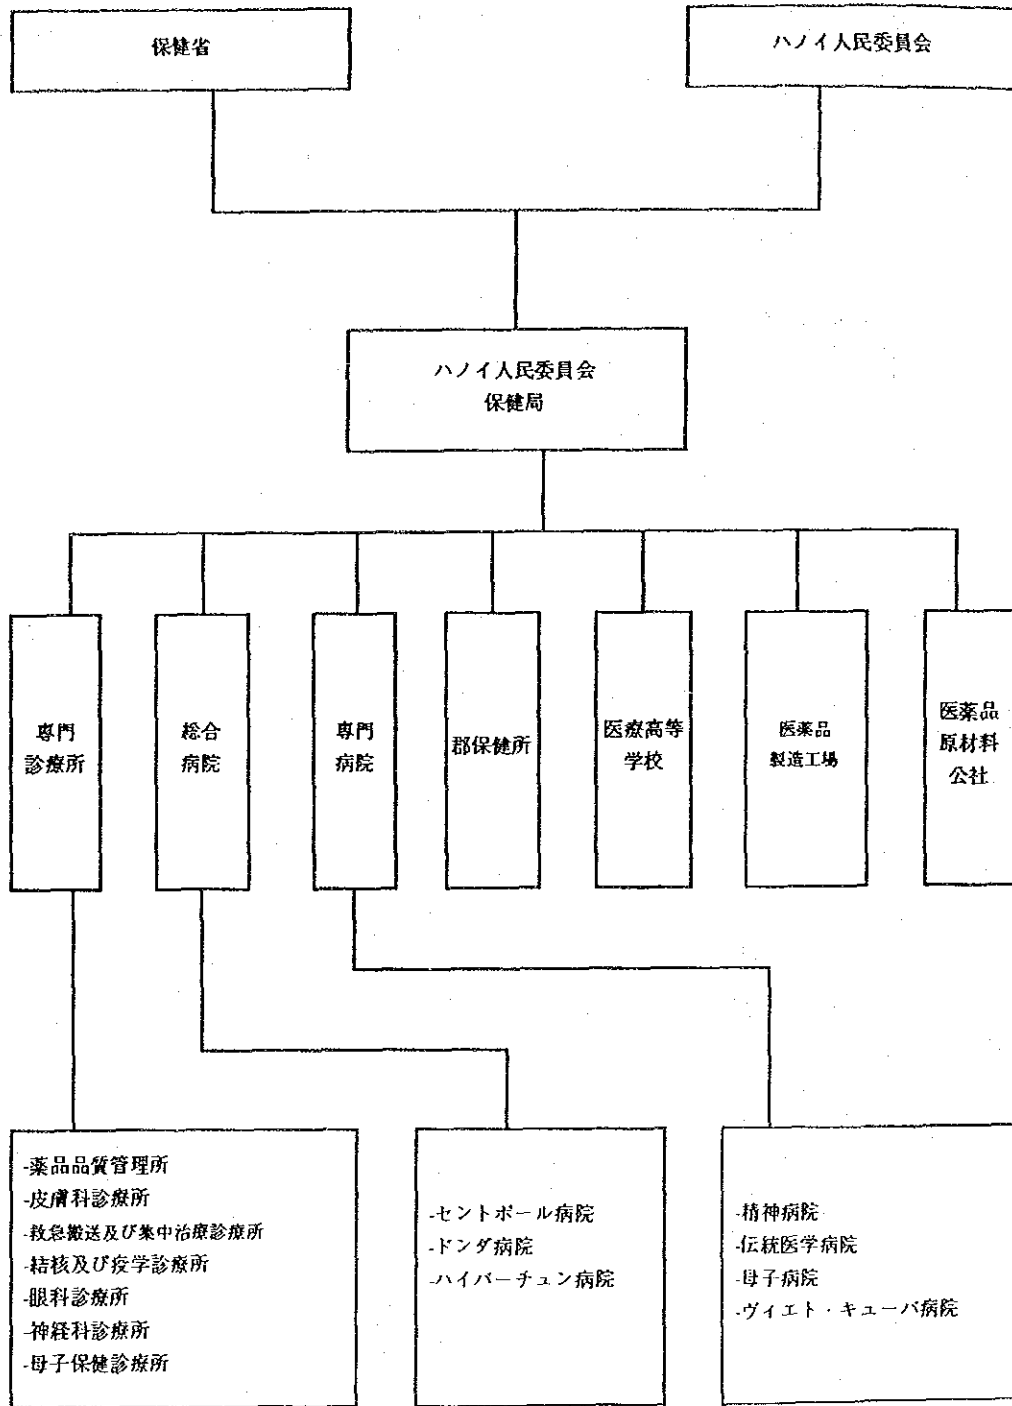 保健省
ハノイ人民委員会
ハノイ人民委員会
保健局
専門
診療所
総合
病院
専門
病院
郡保健所
医療高等
学校
医薬品
製造工場
医薬品
原材料
公社
-薬品品質管理所
-皮膚科診療所
-救急搬送及び集中治療診療所
-結核及び疫学診療所
-眼科診療所
-神経科診療所
-母子保健診療所
-セントポール病院
-ドンダ病院
-ハイバーチュン病院
-精神病院
-伝統医学病院
-母子病院
-ヴィエト・キューバ病院